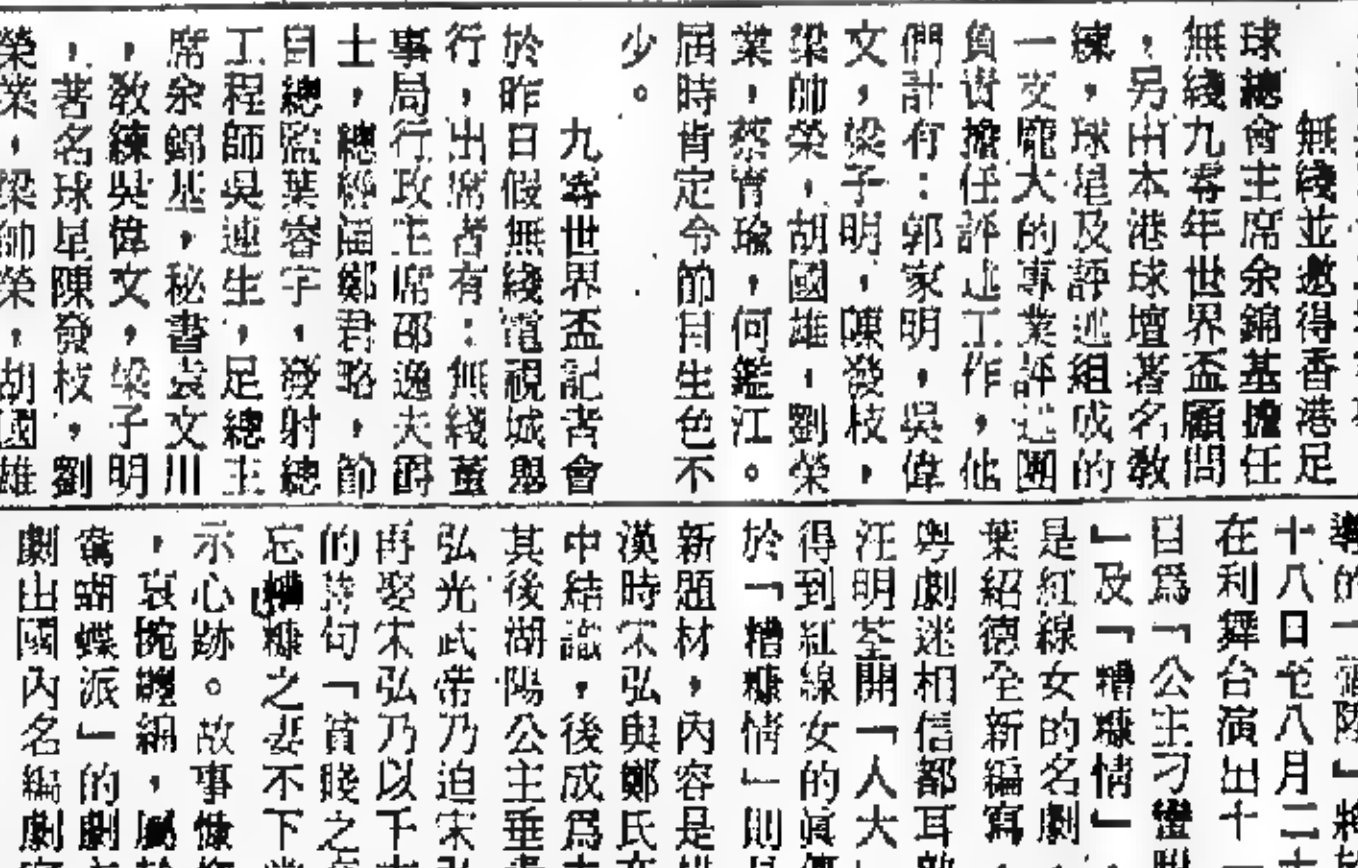 無綫並邀得香港足
球總會主席余錦基擔任
無綫九零年世界盃顧問
，另由本港球壇著名教
練，球星及評述組成的
一支龐大的專業評述團
負責擔任評述工作，他
們計有：郭家明，吳偉
文，梁子明，陳發枝，
梁帥榮，胡國雄，劉榮
業，蔡育瑜，何鑑江。
屆時肯定令節目生色不
少。
九零世界盃記者會
於昨日假無綫電視城舉
行，出席者有：無綫董
事局行政主席邵逸夫爵
士，總經理鄭君略，節
目總監葉容宇，發射總
工程師吳連生，足總主
席余錦基，秘書袁文川
，教練吳偉文，梁子明
，著名球星陳發枝，劉
榮業，梁帥榮，胡國雄
導的一
十八日至八月二十
在利舞台演出十
目為「公主刁蠻
」及「糟糠情」
是紅線女的名劇
葉紹德全新編寫
粵劇迷相信都耳
汪明荃開「人大
得到紅線女的眞傳
於「糟糠情」則
新題材，內容是
漢時宋弘與鄭氏
中結識，後成為
其後湖陽公主垂
弘光武帝乃迫宋
再娶宋弘乃以千
的詩句「貧賤之
忘糟糠之妻不下
示心跡。故事
，哀惋纏綿，屬
鴦蝴蝶派」的劇
劇由國內名編劇